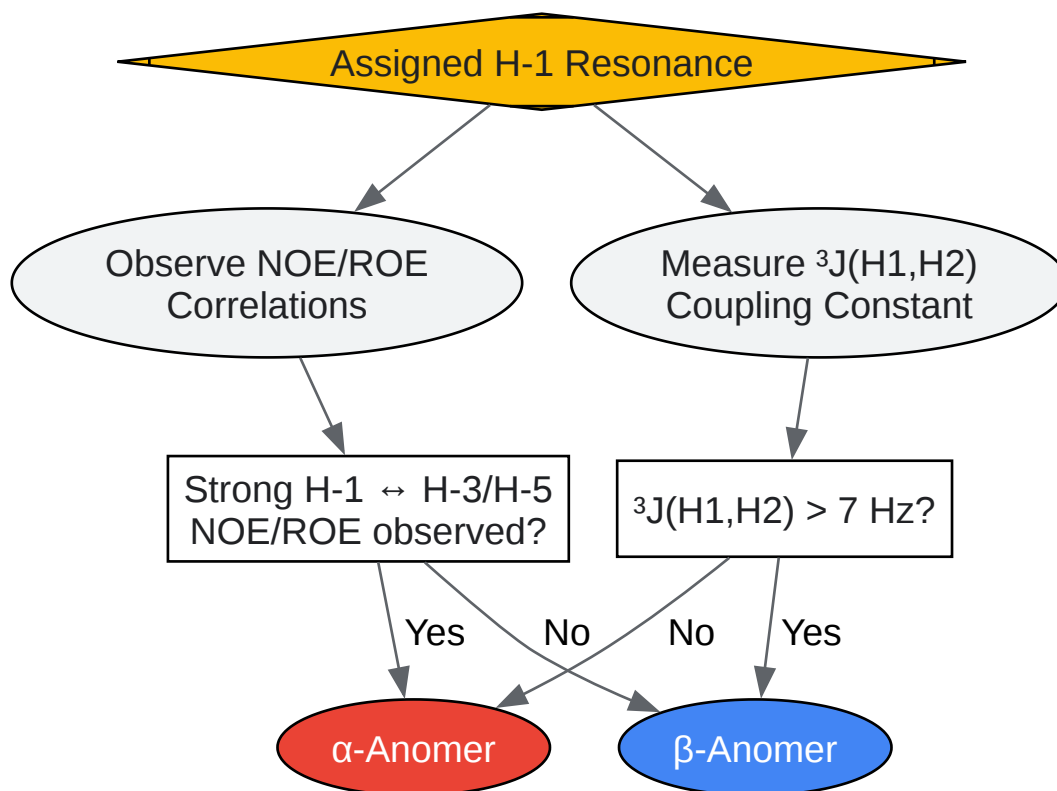 Assigned H-1 Resonance
Observe NOE/ROE
Correlations
Measure ³J(H1,H2)
Coupling Constant
Strong H-1 ↔ H-3/H-5
NOE/ROE observed?
³J(H1,H2) > 7 Hz?
Yes
No
No
Yes
α-Anomer
β-Anomer